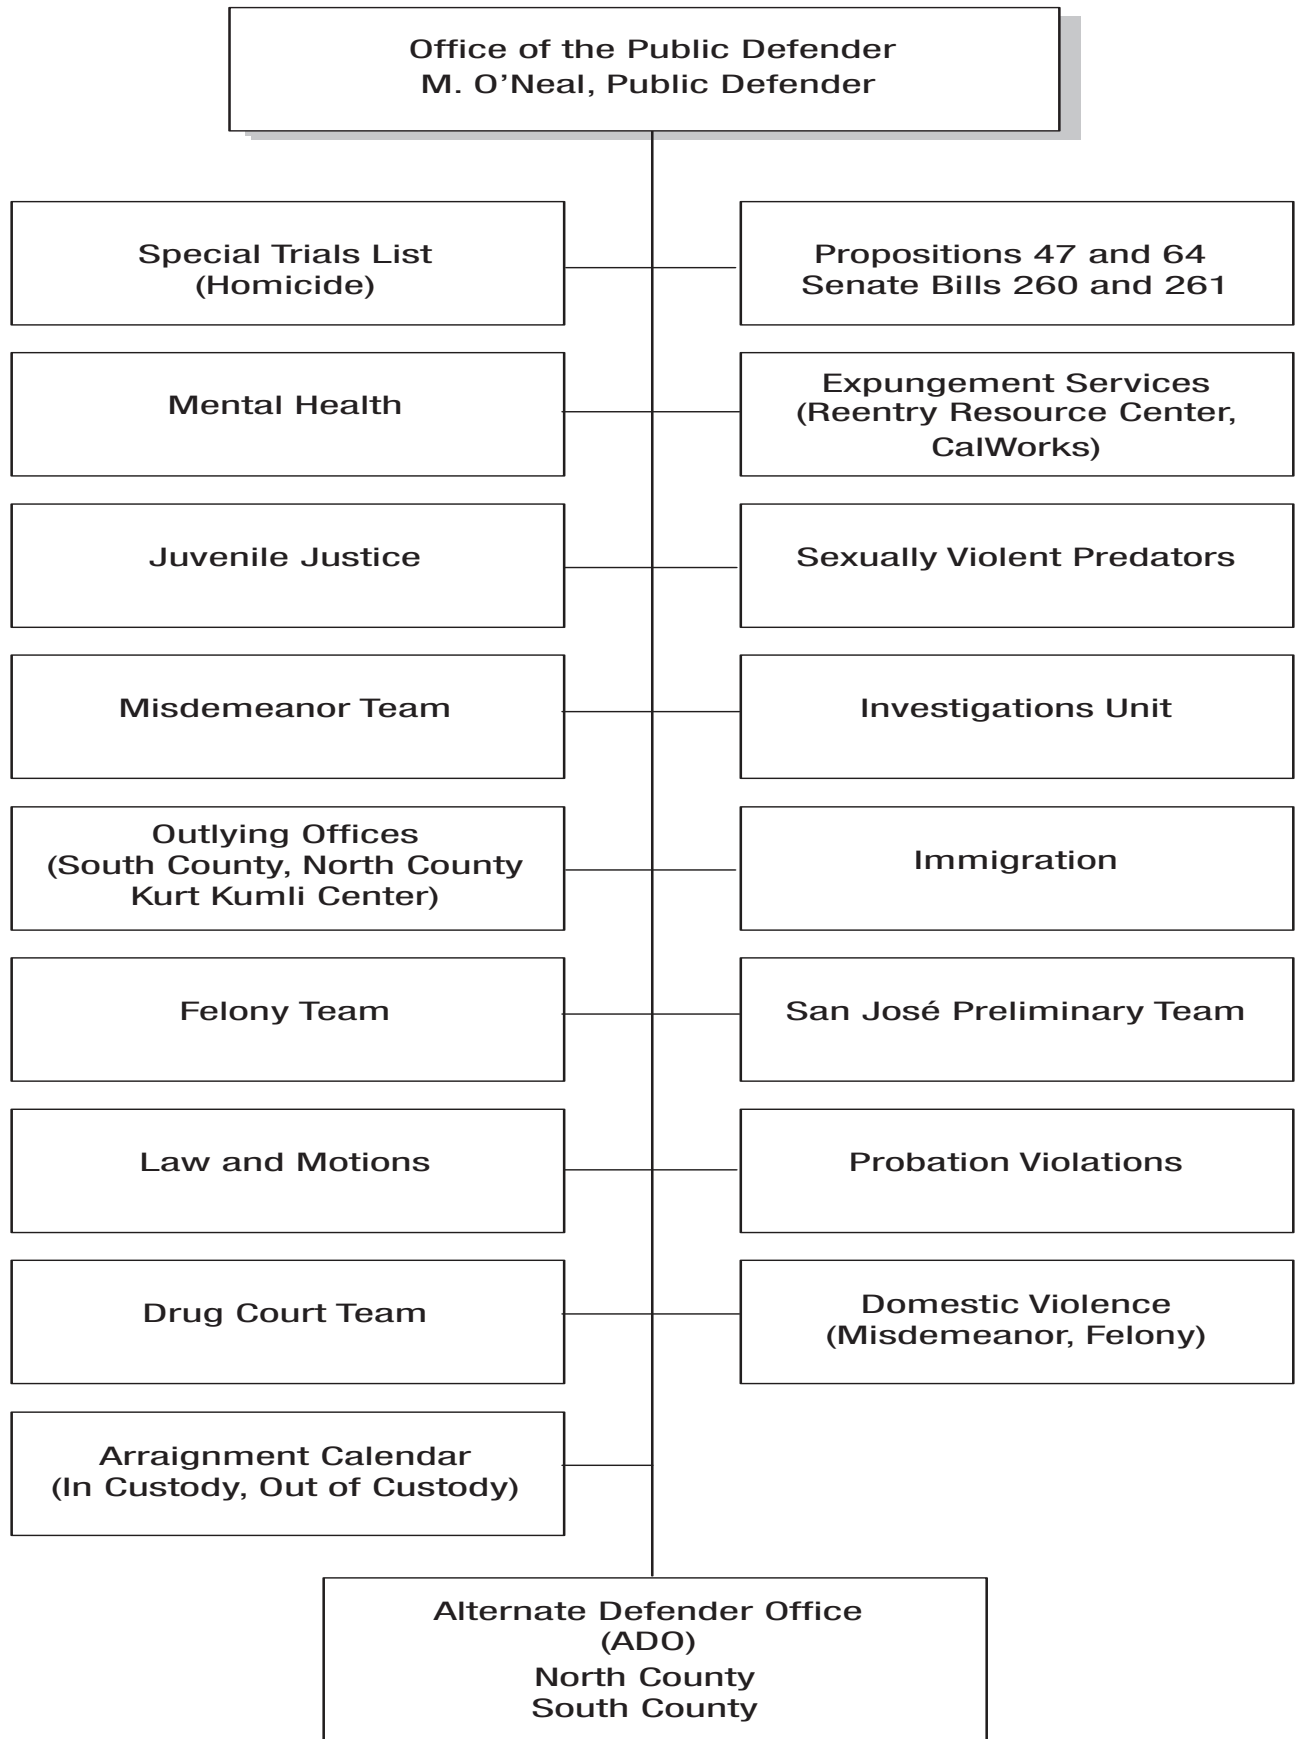 Office of the Public Defender
M. O’Neal, Public Defender
Special Trials List
(Homicide)
Propositions 47 and 64
Senate Bills 260 and 261
Mental Health
Expungement Services
(Reentry Resource Center,
CalWorks)
Juvenile Justice
Sexually Violent Predators
Misdemeanor Team
Investigations Unit
Outlying Offices
(South County, North County
Kurt Kumli Center)
Immigration
Felony Team
San José Preliminary Team
Law and Motions
Probation Violations
Drug Court Team
Domestic Violence
(Misdemeanor, Felony)
Arraignment Calendar
(In Custody, Out of Custody)
Alternate Defender Office
(ADO)
North County
South County